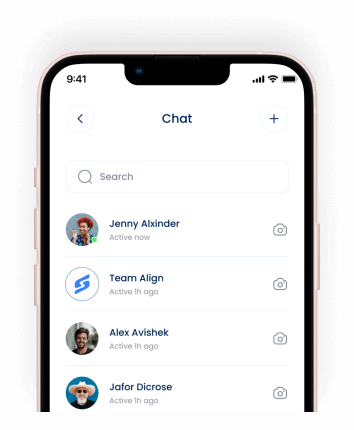 9:41
Chat
Search
Jenny Alxinder
Active now
Team Align
Active 1h ago
Alex Avishek
Active 1h ago
Jafor Dicrose
Active 1h ago